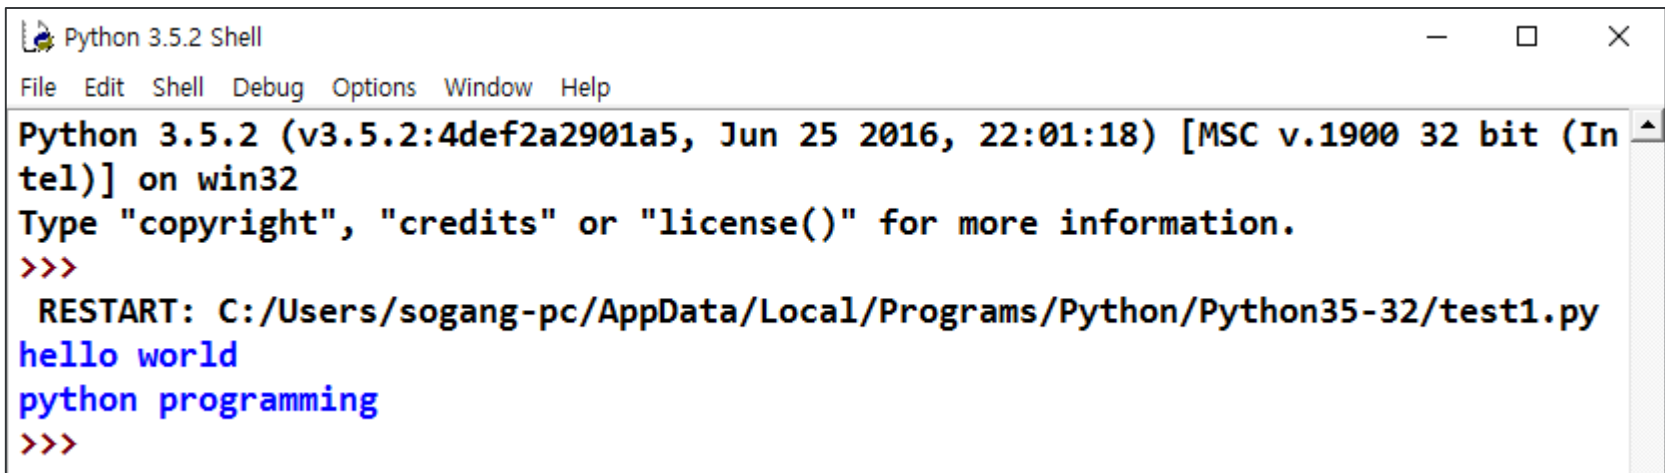 Python 3.5.2 Shell
File Edit Shell Debug Options Window Help
Python 3.5.2 (v3.5.2:4def2a2901a5, Jun 25 2016, 22:01:18) [MSC v.1900 32 bit (In
tel)] on win32
Type "copyright", "credits" or "license()" for more information.
>>>
 RESTART: C:/Users/sogang-pc/AppData/Local/Programs/Python/Python35-32/test1.py
hello world
python programming
>>>